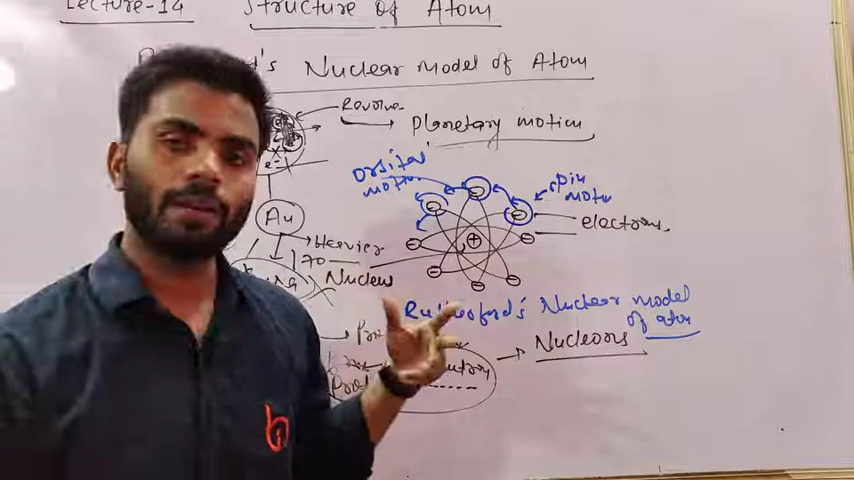 Lecture-14 Structure of Atom
's Nuclear model of Atom
Revolve
Planetary motion
orbital motion
spin motn
e-
Au
electrons.
Heavier
Nucleus
Rutherford's Nuclear model of atom
Nucleons